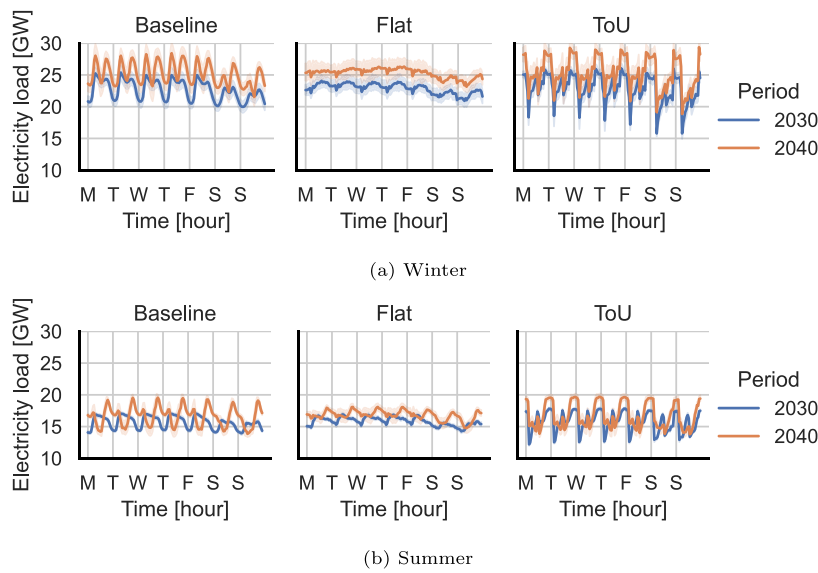 Baseline Flat ToU
Electricity load [GW]
30
25
20
15
10
M T W T F S S M T W T F S S M T W T F S S
Time [hour] Time [hour] Time [hour]
Period
2030
2040
(a) Winter
Baseline Flat ToU
Electricity load [GW]
30
25
20
15
10
M T W T F S S M T W T F S S M T W T F S S
Time [hour] Time [hour] Time [hour]
Period
2030
2040
(b) Summer